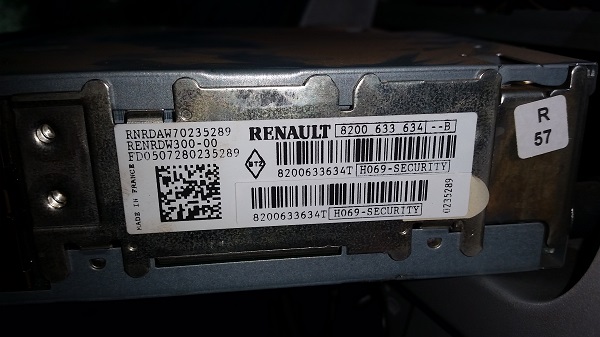 RNRDAW70235289
RENRDW300-00
FD0507280235289
MADE IN FRANCE
RENAULT 8200 633 634 --B
8200633634T H069-SECURITY
8200633634T H069-SECURITY
0235289
R
57